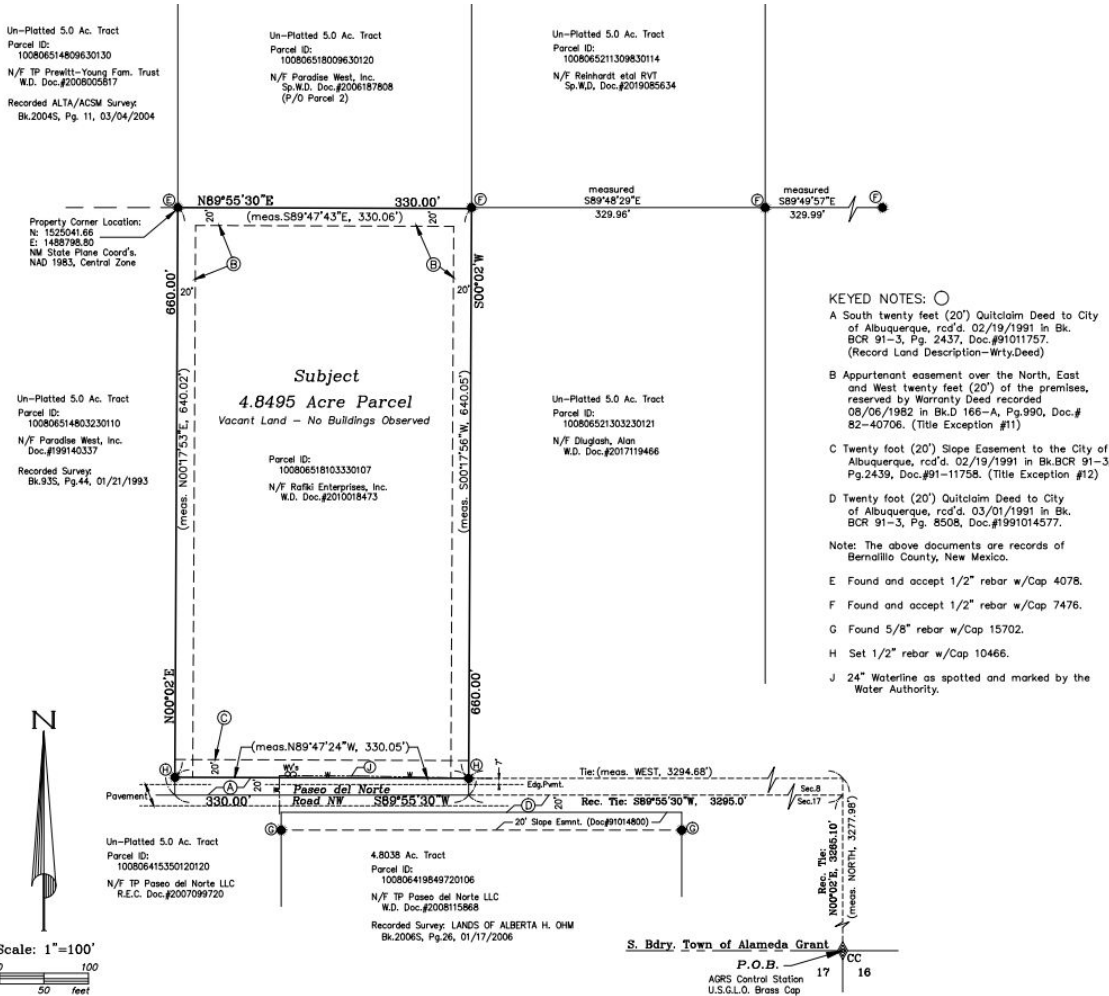 Un-Platted 5.0 Ac. Tract
Parcel ID:
100806514809630130
N/F TP Prewitt-Young Fam. Trust
W.D. Doc.#2008005817
Recorded ALTA/ACSM Survey:
Bk.2004S, Pg. 11, 03/04/2004
Un-Platted 5.0 Ac. Tract
Parcel ID:
100806518009630120
N/F Paradise West, Inc.
Sp.W.D. Doc.#2006187808
(P/O Parcel 2)
Un-Platted 5.0 Ac. Tract
Parcel ID:
1008065211309830114
N/F Reinhardt etal RVT
Sp.W.D, Doc.#2019085634
E
N89°55'30"E 330.00'
F
(meas.S89°47'43"E, 330.06')
20'
20'
measured
S89°48'29"E
329.96'
F
measured
S89°49'57"E
329.99'
F
Property Corner Location:
N: 1525041.66
E: 1488798.80
NM State Plane Coord's.
NAD 1983, Central Zone
B
B
20'
20'
660.00'
S00°02'W
(meas. N00°17'53"E, 640.02')
(meas. S00°17'56"W, 640.05')
Subject
4.8495 Acre Parcel
Vacant Land - No Buildings Observed
Parcel ID:
100806518103330107
N/F Rafiki Enterprises, Inc.
W.D. Doc.#2010018473
Un-Platted 5.0 Ac. Tract
Parcel ID:
100806514803230110
N/F Paradise West, Inc.
Doc.#199140337
Recorded Survey:
Bk.93S, Pg.44, 01/21/1993
Un-Platted 5.0 Ac. Tract
Parcel ID:
100806521303230121
N/F Dlugtash, Alan
W.D. Doc.#2017119466
KEYED NOTES:
A South twenty feet (20') Quitclaim Deed to City
of Albuquerque, rcd'd. 02/19/1991 in Bk.
BCR 91-3, Pg. 2437, Doc.#91011757.
(Record Land Description-Wrty.Deed)
B Appurtenant easement over the North, East
and West twenty feet (20') of the premises,
reserved by Warranty Deed recorded
08/06/1982 in Bk.D 166-A, Pg.990, Doc.#
82-40706. (Title Exception #11)
C Twenty foot (20') Slope Easement to the City of
Albuquerque, rcd'd. 02/19/1991 in Bk.BCR 91-3
Pg.2439, Doc.#91-11758. (Title Exception #12)
D Twenty foot (20') Quitclaim Deed to City
of Albuquerque, rcd'd. 03/01/1991 in Bk.
BCR 91-3, Pg. 8508, Doc.#1991014577.
Note: The above documents are records of
Bernalillo County, New Mexico.
E Found and accept 1/2" rebar w/Cap 4078.
F Found and accept 1/2" rebar w/Cap 7476.
G Found 5/8" rebar w/Cap 15702.
H Set 1/2" rebar w/Cap 10466.
J 24" Waterline as spotted and marked by the
Water Authority.
N00°02'E
660.00'
C
20'
(meas.N89°47'24"W, 330.05')
H
H
WV's
W
J
W
W
7'
A
20'
Paseo del Norte
Edg.Pvmt.
Pavement
330.00'
Road NW
S89°55'30"W
D
20'
Tie:(meas. WEST, 3294.68')
Rec. Tie: S89°55'30"W, 3295.0'
Sec.8
Sec.17
G
20' Slope Esmnt. (Doc#91014800)
G
Rec. Tie:
N00°02'E, 3265.10'
(meas. NORTH, 3277.98')
Un-Platted 5.0 Ac. Tract
Parcel ID:
100806415350120120
N/F TP Paseo del Norte LLC
R.E.C. Doc.#2007099720
4.8038 Ac. Tract
Parcel ID:
100806419849720106
N/F TP Paseo del Norte LLC
W.D. Doc.#2008115868
Recorded Survey: LANDS OF ALBERTA H. OHM
Bk.2006S, Pg.26, 01/17/2006
N
Scale: 1"=100'
0 100
50 feet
S. Bdry. Town of Alameda Grant
P.O.B.
CC
17 16
AGRS Control Station
U.S.G.L.O. Brass Cap